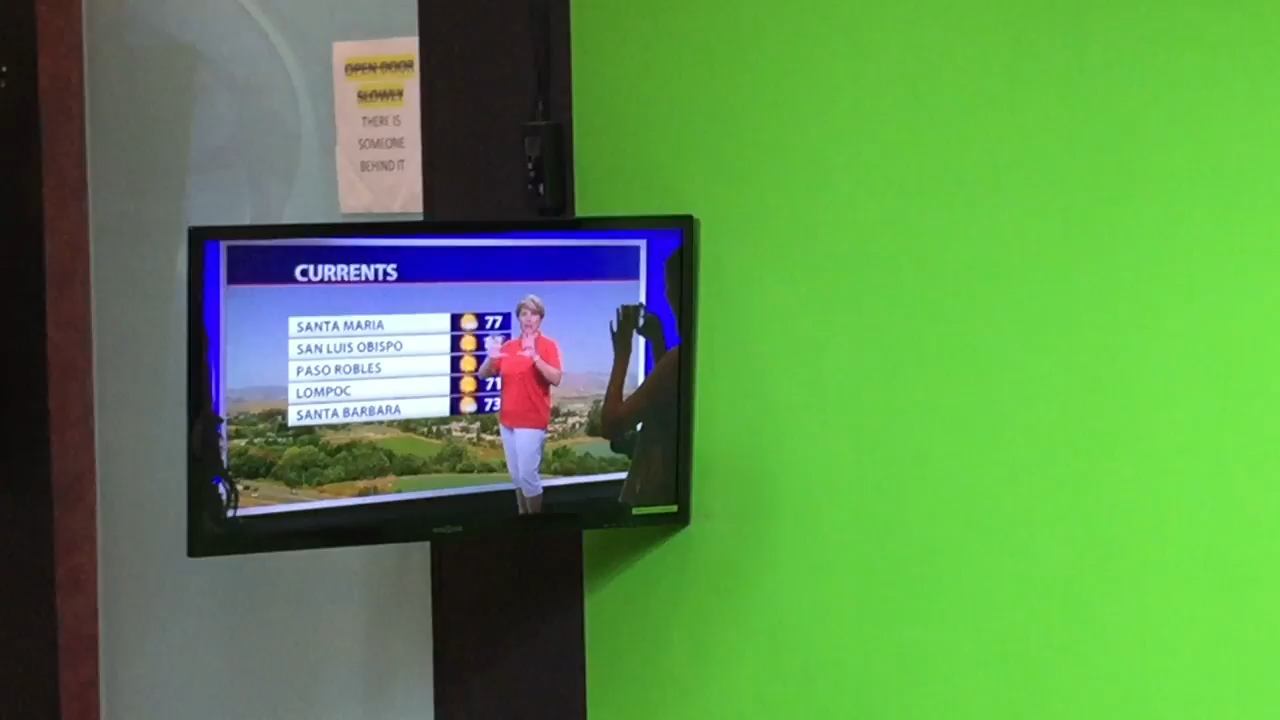 OPEN DOOR
SLOWLY
THERE IS
SOMEONE
BEHIND IT
CURRENTS
SANTA MARIA 77
SAN LUIS OBISPO
PASO ROBLES
LOMPOC 71
SANTA BARBARA 73